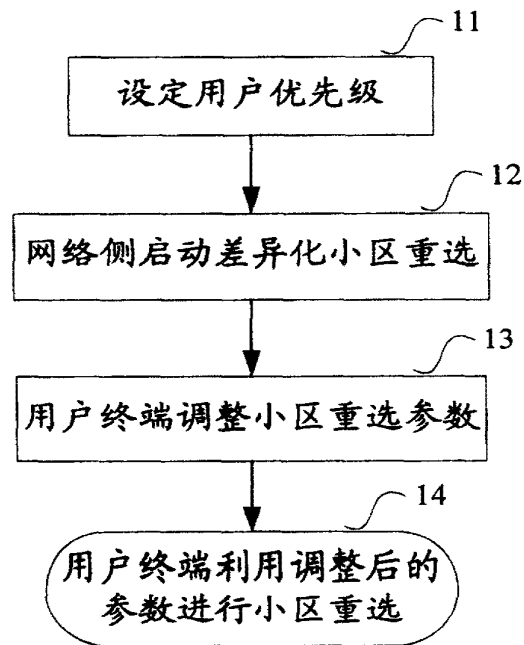 11
设定用户优先级
12
网络侧启动差异化小区重选
13
用户终端调整小区重选参数
14
用户终端利用调整后的
参数进行小区重选